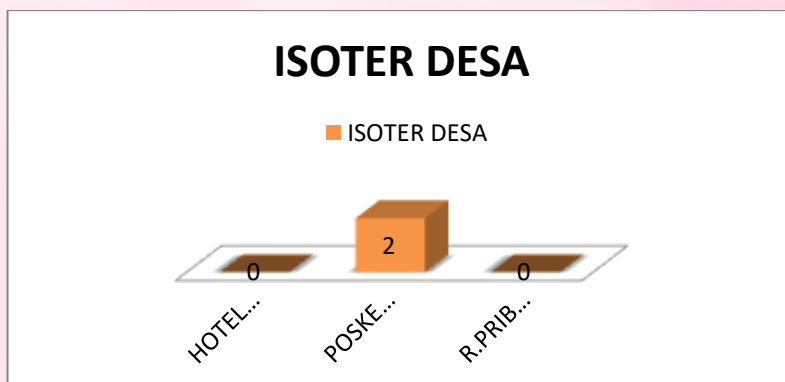 ISOTER DESA
ISOTER DESA
0
2
0
HOTEL...
POSKE...
R.PRIB...